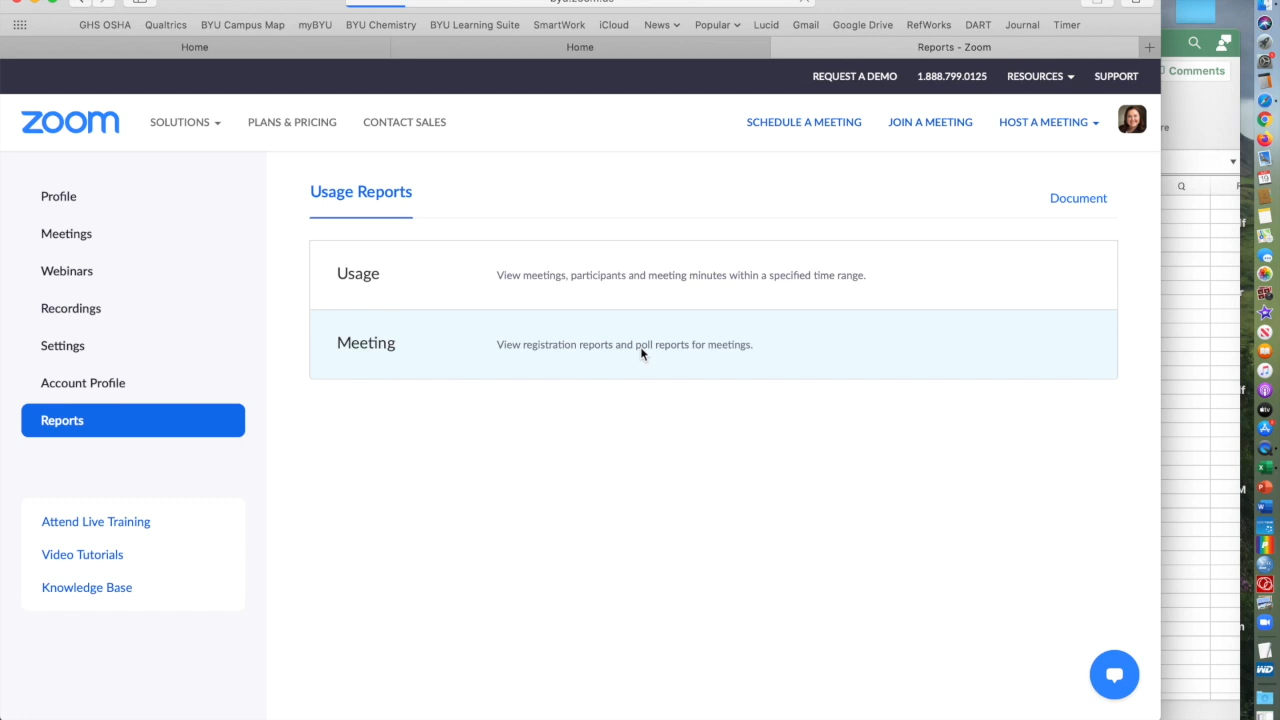 byu.zoom.us
GHS OSHA Qualtrics BYU Campus Map myBYU BYU Chemistry BYU Learning Suite SmartWork iCloud News Popular Lucid Gmail Google Drive RefWorks DART Journal Timer
Home Home Reports - Zoom
Comments
REQUEST A DEMO 1.888.799.0125 RESOURCES SUPPORT
zoom SOLUTIONS PLANS & PRICING CONTACT SALES SCHEDULE A MEETING JOIN A MEETING HOST A MEETING
Profile
Meetings
Webinars
Recordings
Settings
Account Profile
Reports
Attend Live Training
Video Tutorials
Knowledge Base
Usage Reports
Document
Usage View meetings, participants and meeting minutes within a specified time range.
Meeting View registration reports and poll reports for meetings.
Q